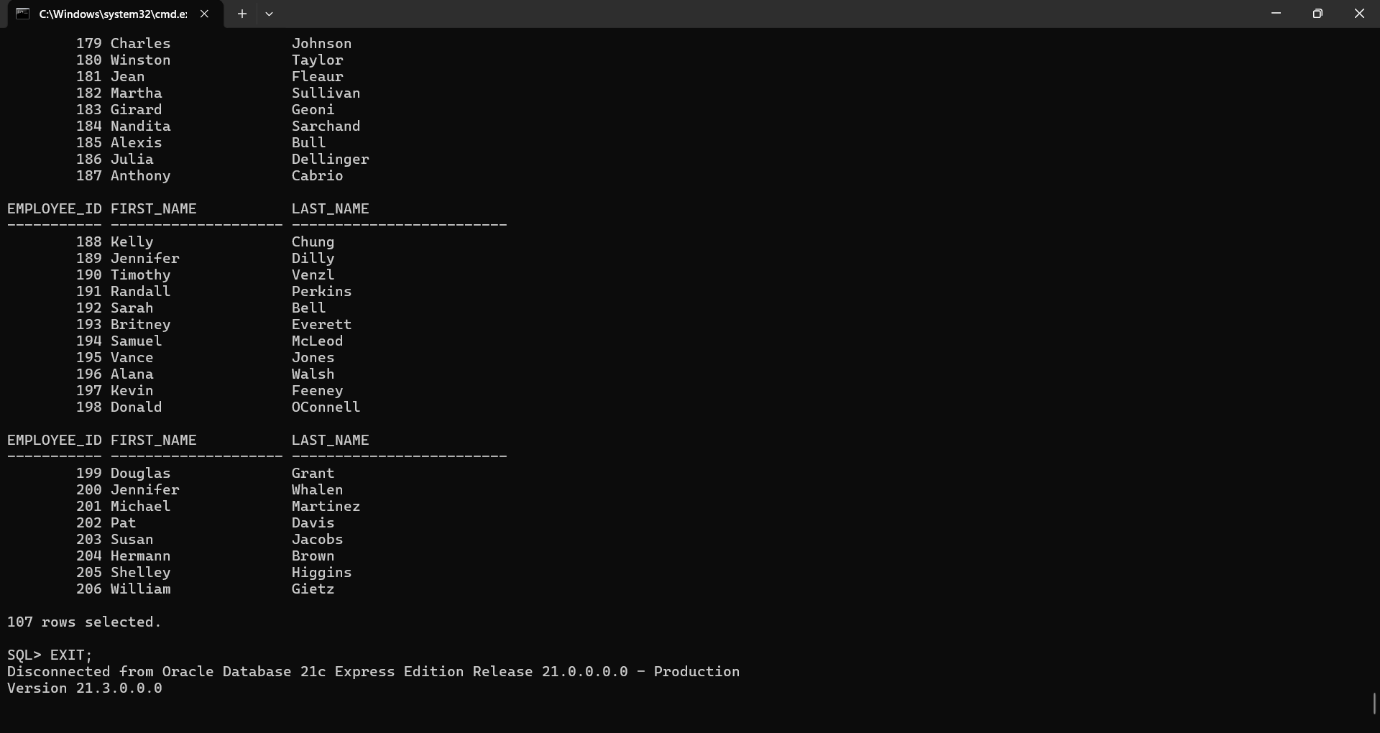 C:\Windows\system32\cmd.e:
179 Charles Johnson
180 Winston Taylor
181 Jean Fleaur
182 Martha Sullivan
183 Girard Geoni
184 Nandita Sarchand
185 Alexis Bull
186 Julia Dellinger
187 Anthony Cabrio
EMPLOYEE_ID FIRST_NAME LAST_NAME
----------- -------------------- -------------------------
188 Kelly Chung
189 Jennifer Dilly
190 Timothy Venzl
191 Randall Perkins
192 Sarah Bell
193 Britney Everett
194 Samuel McLeod
195 Vance Jones
196 Alana Walsh
197 Kevin Feeney
198 Donald OConnell
EMPLOYEE_ID FIRST_NAME LAST_NAME
----------- -------------------- -------------------------
199 Douglas Grant
200 Jennifer Whalen
201 Michael Martinez
202 Pat Davis
203 Susan Jacobs
204 Hermann Brown
205 Shelley Higgins
206 William Gietz
107 rows selected.
SQL> EXIT;
Disconnected from Oracle Database 21c Express Edition Release 21.0.0.0.0 - Production
Version 21.3.0.0.0